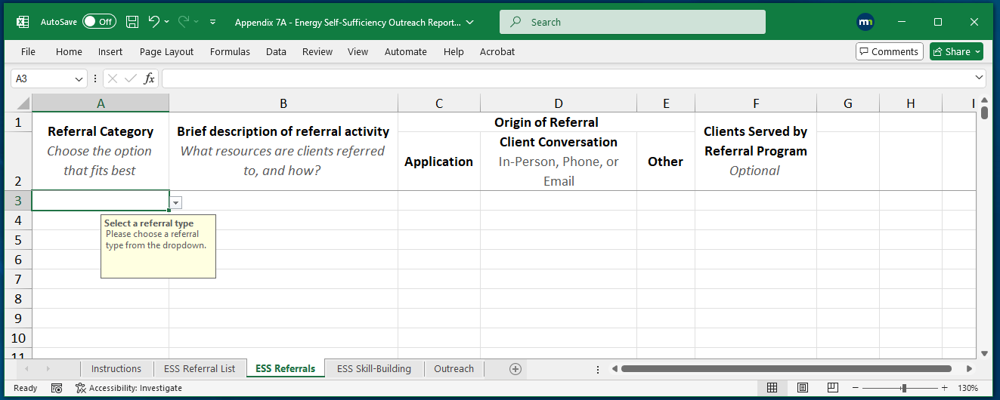 AutoSave Off Appendix 7A - Energy Self-Sufficiency Outreach Report... Search mn
File Home Insert Page Layout Formulas Data Review View Automate Help Acrobat Comments Share
A3 fx
A B C D E F G H I
1 Origin of Referral
Referral Category
Choose the option
that fits best
Brief description of referral activity
What resources are clients referred
to, and how?
Application
Client Conversation
In-Person, Phone, or
Email
Other
Clients Served by
Referral Program
Optional
2
3
4
Select a referral type
Please choose a referral
type from the dropdown.
5
6
7
8
9
10
11
Instructions ESS Referral List ESS Referrals ESS Skill-Building Outreach
Ready Accessibility: Investigate 130%